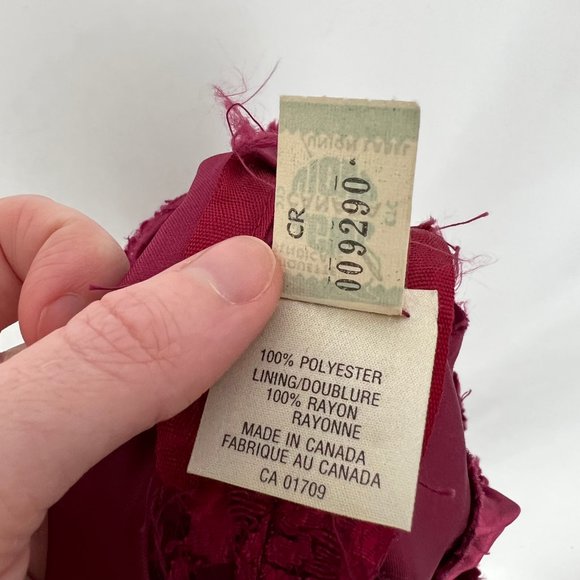 CR
009290
100% POLYESTER
LINING/DOUBLURE
100% RAYON
RAYONNE
MADE IN CANADA
FABRIQUE AU CANADA
CA 01709